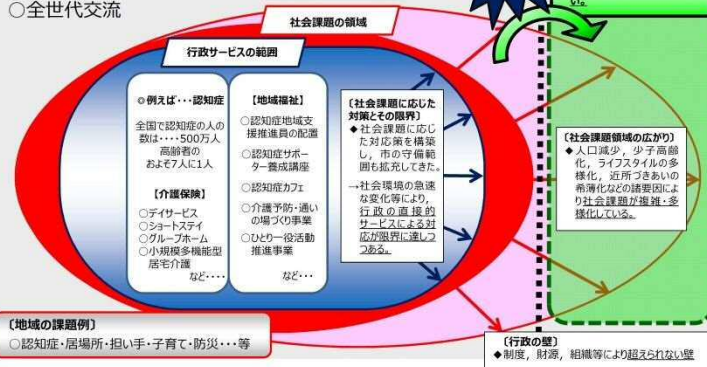 ○全世代交流
い。
社会課題の領域
行政サービスの範囲
◎例えば・・・認知症
全国で認知症の人の
数は・・・・500万人
高齢者の
およそ7人に1人
【介護保険】
○デイサービス
○ショートステイ
○グループホーム
○小規模多機能型
居宅介護
など・・・・
【地域福祉】
○認知症地域支
援推進員の配置
○認知症サポー
ター養成講座
○認知症カフェ
○介護予防・通い
の場づくり事業
○ひとり一役活動
推進事業
など・・・
〔社会課題に応じた
対策とその限界〕
◆社会課題に応じ
た対応策を構築
し，市の守備範
囲も拡充してきた。
→社会環境の急速
な変化等により，
行政の直接的
サービスによる対
応が限界に達しつ
つある。
〔社会課題領域の広がり〕
◆人口減少，少子高齢
化，ライフスタイルの多
様化，近所づきあいの
希薄化などの諸要因によ
り社会課題が複雑・多
様化している。
〔地域の課題例〕
○認知症・居場所・担い手・子育て・防災・・・等
〔行政の壁〕
◆制度，財源，組織等により超えられない壁